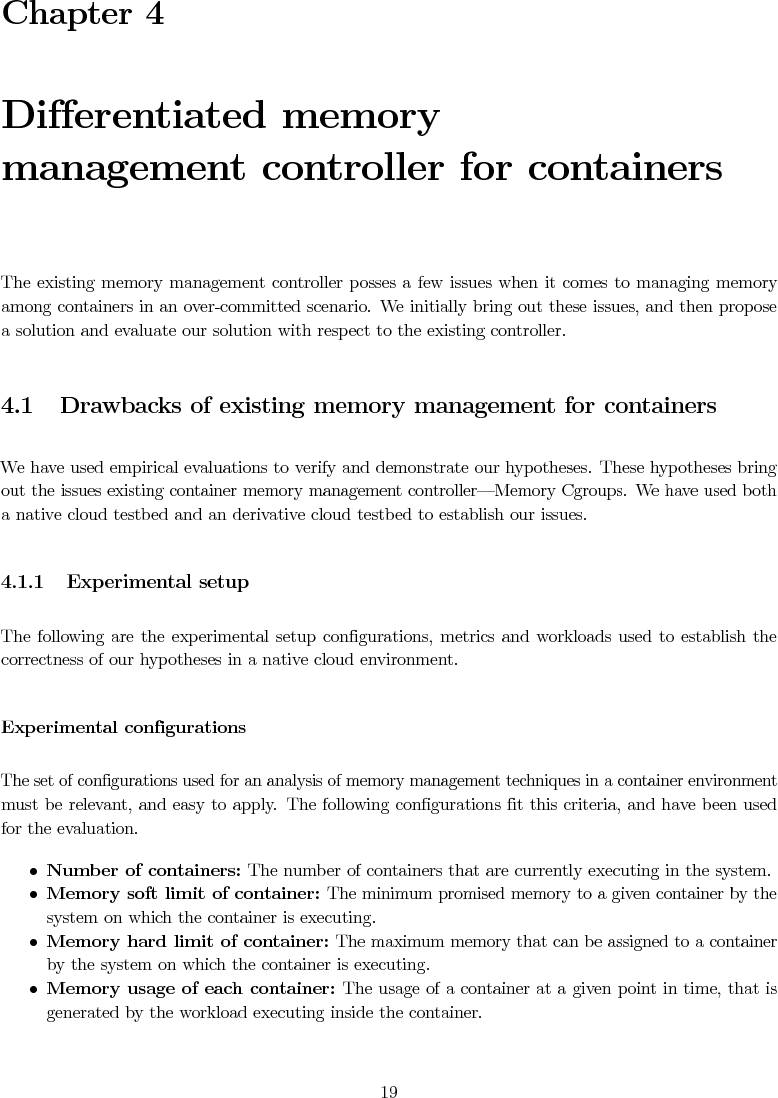 Chapter 4
Differentiated memory
management controller for containers
The existing memory management controller posses a few issues when it comes to managing memory
among containers in an over-committed scenario. We initially bring out these issues, and then propose
a solution and evaluate our solution with respect to the existing controller.
4.1 Drawbacks of existing memory management for containers
We have used empirical evaluations to verify and demonstrate our hypotheses. These hypotheses bring
out the issues existing container memory management controller—Memory Cgroups. We have used both
a native cloud testbed and an derivative cloud testbed to establish our issues.
4.1.1 Experimental setup
The following are the experimental setup configurations, metrics and workloads used to establish the
correctness of our hypotheses in a native cloud environment.
Experimental configurations
The set of configurations used for an analysis of memory management techniques in a container environment
must be relevant, and easy to apply. The following configurations fit this criteria, and have been used
for the evaluation.
• Number of containers: The number of containers that are currently executing in the system.
• Memory soft limit of container: The minimum promised memory to a given container by the
system on which the container is executing.
• Memory hard limit of container: The maximum memory that can be assigned to a container
by the system on which the container is executing.
• Memory usage of each container: The usage of a container at a given point in time, that is
generated by the workload executing inside the container.
19